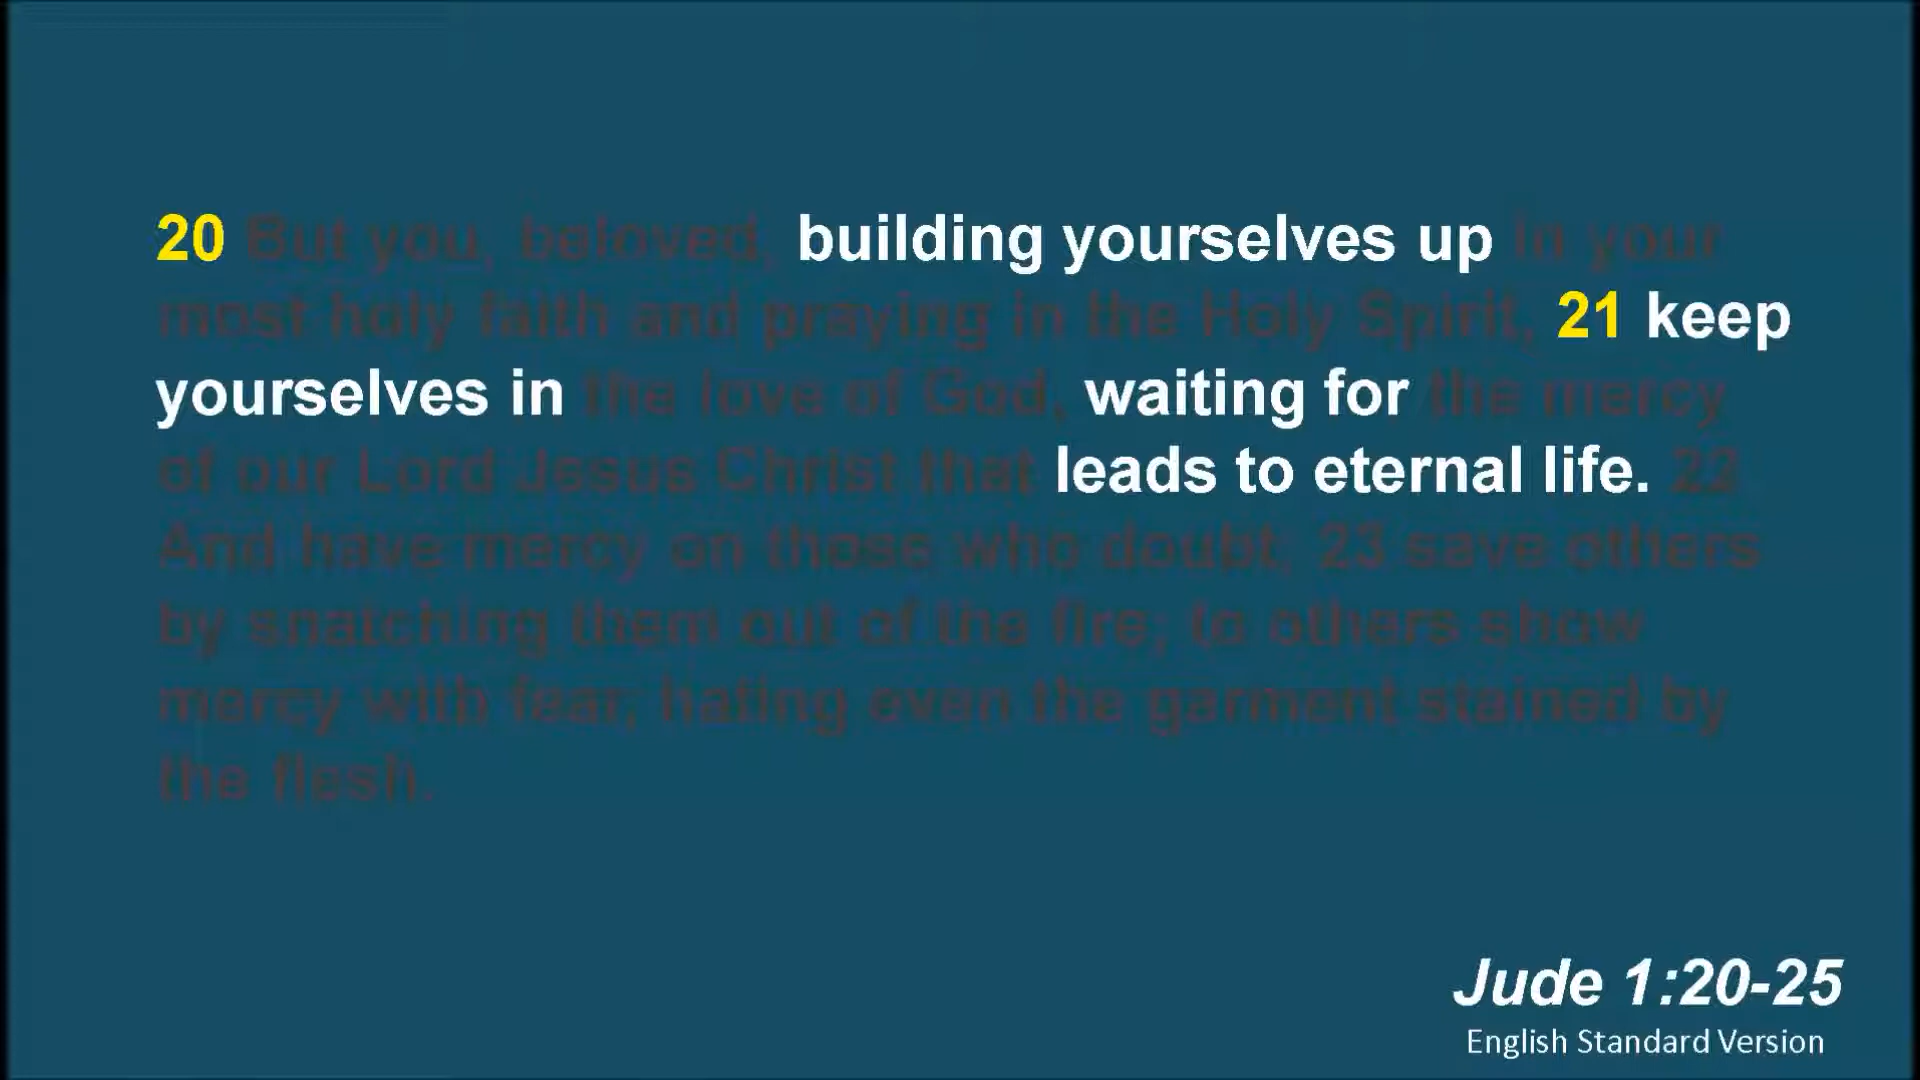 20 But you, beloved, building yourselves up in your
most holy faith and praying in the Holy Spirit, 21 keep
yourselves in the love of God, waiting for the mercy
of our Lord Jesus Christ that leads to eternal life. 22
And have mercy on those who doubt; 23 save others
by snatching them out of the fire; to others show
mercy with fear, hating even the garment stained by
the flesh.
Jude 1:20-25
English Standard Version